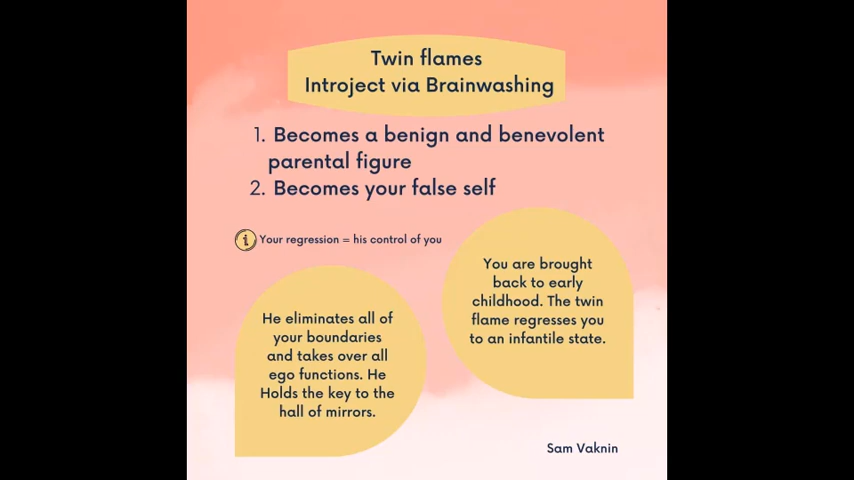 Twin flames
Introject via Brainwashing
1. Becomes a benign and benevolent
parental figure
2. Becomes your false self
i Your regression = his control of you
You are brought
back to early
childhood. The twin
flame regresses you
to an infantile state.
He eliminates all of
your boundaries
and takes over all
ego functions. He
Holds the key to the
hall of mirrors.
Sam Vaknin